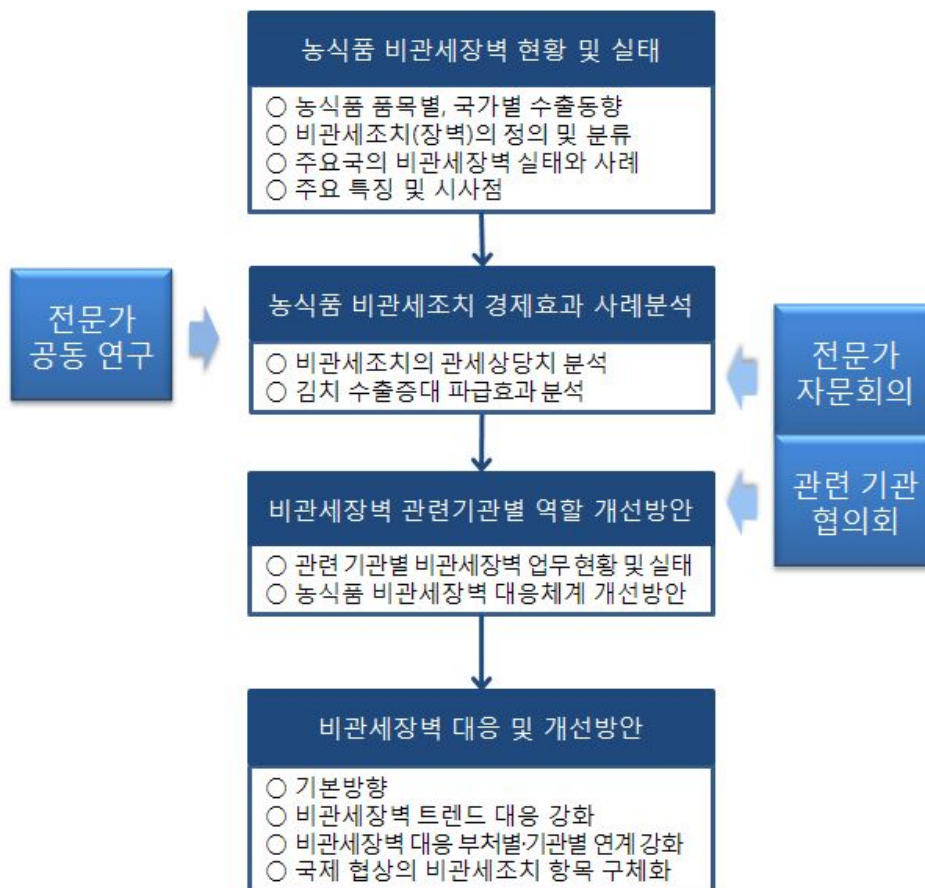 농식품 비관세장벽 현황 및 실태
○ 농식품 품목별, 국가별 수출동향
○ 비관세조치(장벽)의 정의 및 분류
○ 주요국의 비관세장벽 실태와 사례
○ 주요 특징 및 시사점
전문가
공동 연구
농식품 비관세조치 경제효과 사례분석
○ 비관세조치의 관세상당치 분석
○ 김치 수출증대 파급효과 분석
전문가
자문회의
비관세장벽 관련기관별 역할 개선방안
○ 관련 기관별 비관세장벽 업무 현황 및 실태
○ 농식품 비관세장벽 대응체계 개선방안
관련 기관
협의회
비관세장벽 대응 및 개선방안
○ 기본방향
○ 비관세장벽 트렌드 대응 강화
○ 비관세장벽 대응 부처별·기관별 연계 강화
○ 국제 협상의 비관세조치 항목 구체화